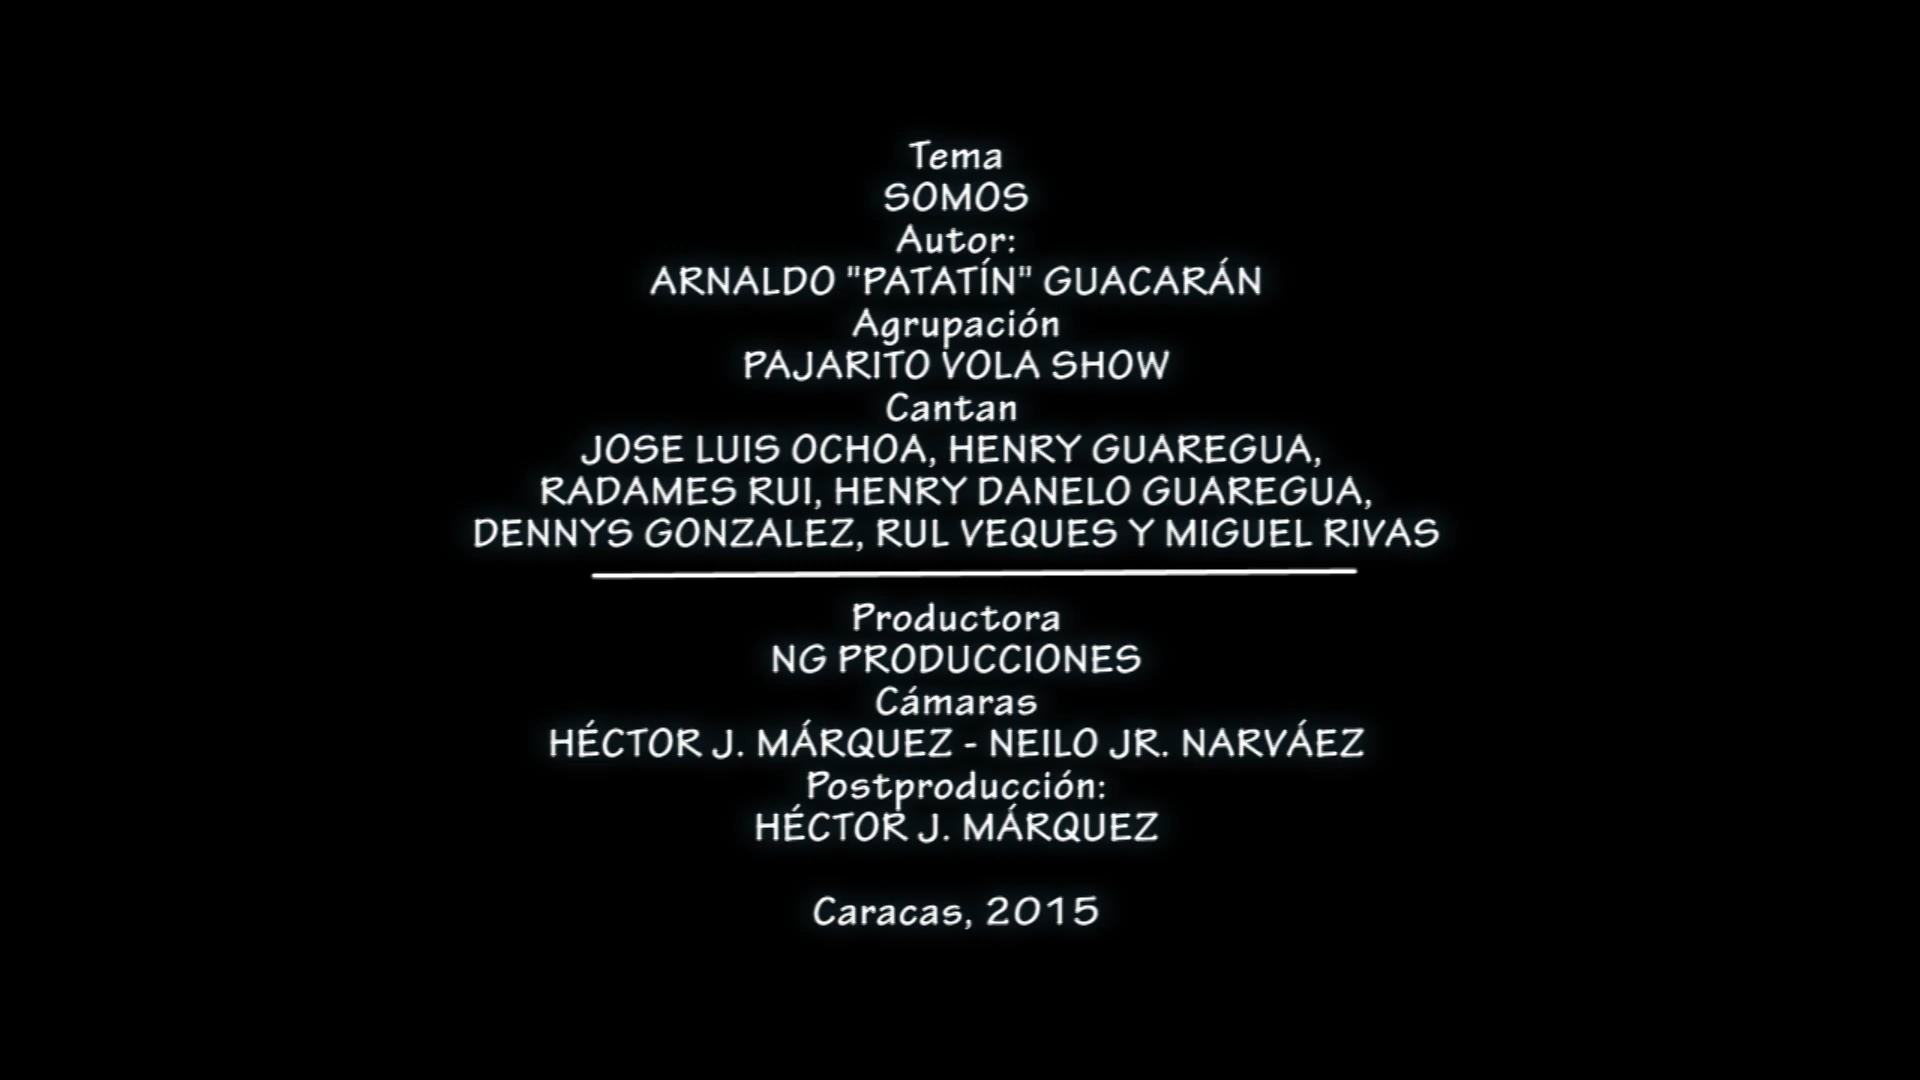 Tema
SOMOS
Autor:
ARNALDO "PATATÍN" GUACARÁN
Agrupación
PAJARITO VOLA SHOW
Cantan
JOSE LUIS OCHOA, HENRY GUAREGUA,
RADAMES RUI, HENRY DANELO GUAREGUA,
DENNYS GONZALEZ, RUL VEQUES Y MIGUEL RIVAS
Productora
NG PRODUCCIONES
Cámaras
HÉCTOR J. MÁRQUEZ - NEILO JR. NARVÁEZ
Postproducción:
HÉCTOR J. MÁRQUEZ
Caracas, 2015